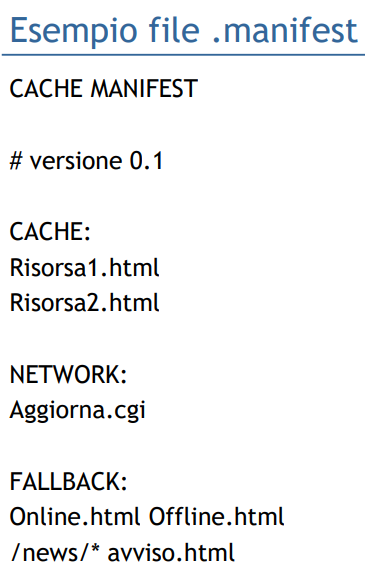 Esempio file .manifest
CACHE MANIFEST
# versione 0.1
CACHE:
Risorsa1.html
Risorsa2.html
NETWORK:
Aggiorna.cgi
FALLBACK:
Online.html Offline.html
/news/* avviso.html